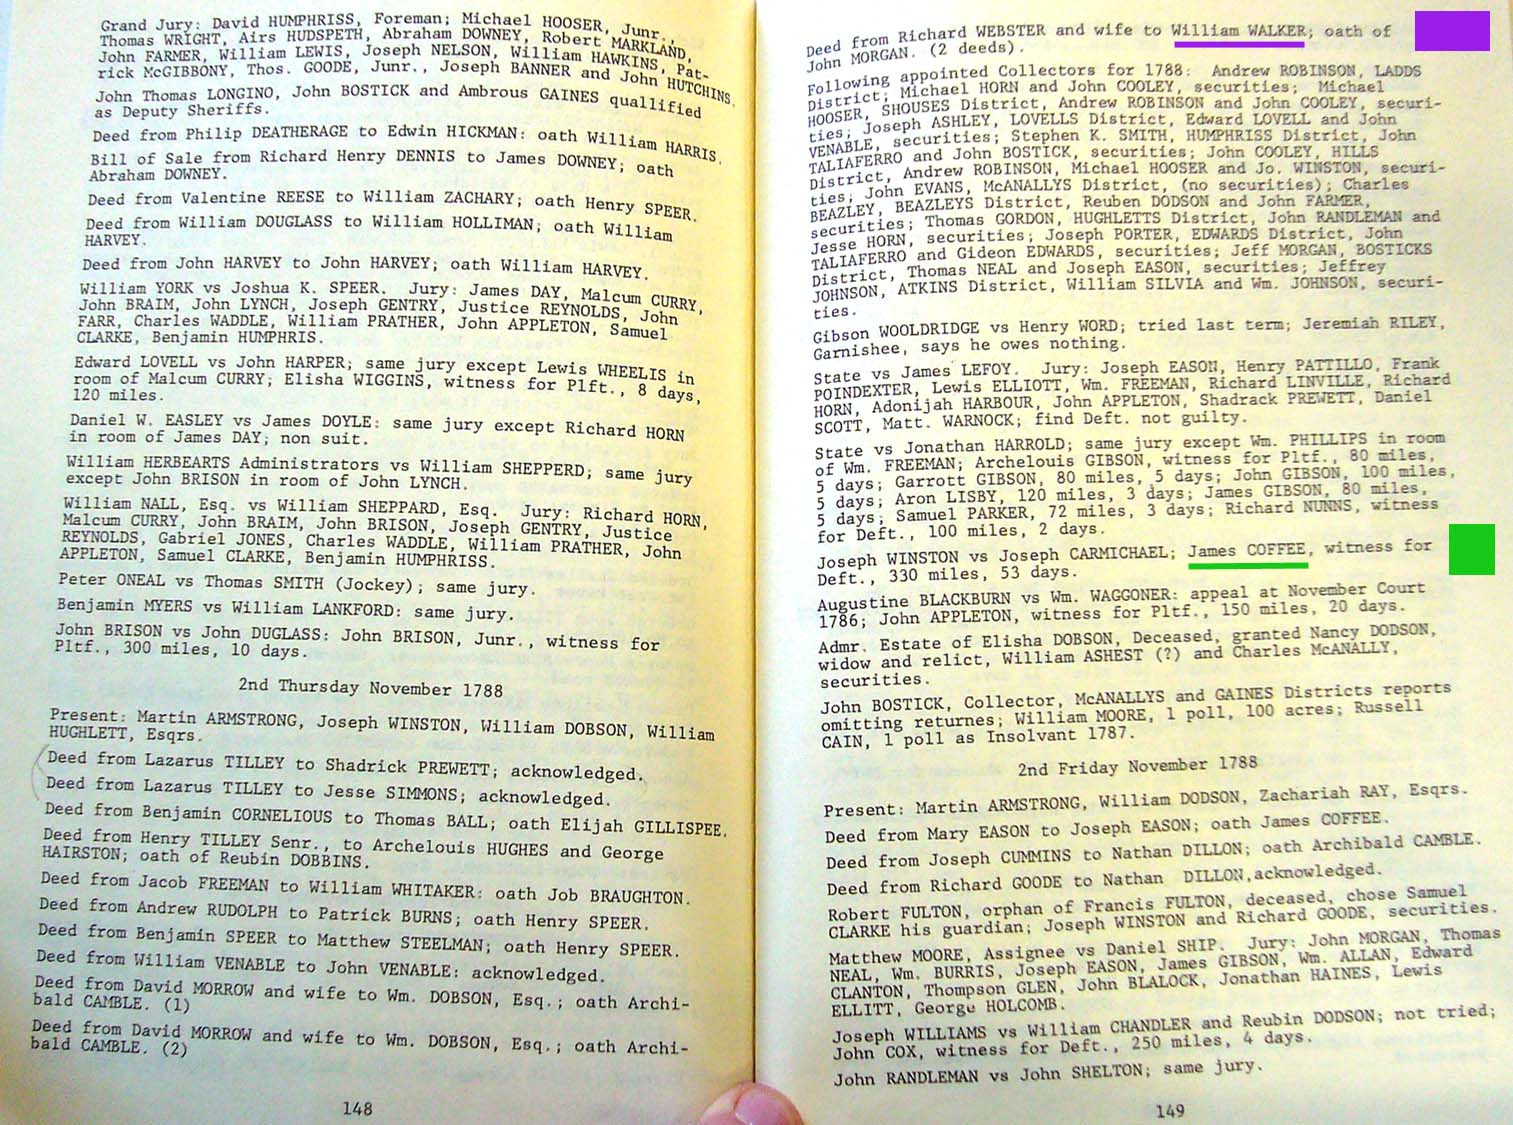 Grand Jury: David HUMPHRISS, Foreman; Michael HOOSER, Junr.,
Thomas WRIGHT, Airs HUDSPETH, Abraham DOWNEY, Robert MARKLAND,
John FARMER, William LEWIS, Joseph NELSON, William HAWKINS, Pat-
rick McGIBBONY, Thos. GOODE, Junr., Joseph BANNER and John HUTCHINS.
John Thomas LONGINO, John BOSTICK and Ambrous GAINES quallified
as Deputy Sheriffs.
Deed from Philip DEATHERAGE to Edwin HICKMAN: oath William HARRIS.
Bill of Sale from Richard Henry DENNIS to James DOWNEY; oath
Abraham DOWNEY.
Deed from Valentine REESE to William ZACHARY; oath Henry SPEER.
Deed from William DOUGLASS to William HOLLIMAN; oath William
HARVEY.
Deed from John HARVEY to John HARVEY; oath William HARVEY.
William YORK vs Joshua K. SPEER. Jury: James DAY, Malcum CURRY,
John BRAIM, John LYNCH, Joseph GENTRY, Justice REYNOLDS, John
FARR, Charles WADDLE, William PRATHER, John APPLETON, Samuel
CLARKE, Benjamin HUMPHRIS.
Edward LOVELL vs John HARPER; same jury except Lewis WHEELIS in
room of Malcum CURRY; Elisha WIGGINS, witness for Plft., 8 days,
120 miles.
Daniel W. EASLEY vs James DOYLE: same jury except Richard HORN
in room of James DAY; non suit.
William HERBEARTS Administrators vs William SHEPPERD; same jury
except John BRISON in room of John LYNCH.
William NALL, Esq. vs William SHEPPARD, Esq. Jury: Richard HORN,
Malcum CURRY, John BRAIM, John BRISON, Joseph GENTRY, Justice
REYNOLDS, Gabriel JONES, Charles WADDLE, William PRATHER, John
APPLETON, Samuel CLARKE, Benjamin HUMPHRISS.
Peter ONEAL vs Thomas SMITH (Jockey); same jury.
Benjamin MYERS vs William LANKFORD: same jury.
John BRISON vs John DUGLASS: John BRISON, Junr., witness for
Pltf., 300 miles, 10 days.
2nd Thursday November 1788
Present: Martin ARMSTRONG, Joseph WINSTON, William DOBSON, William
HUGHLETT, Esqrs.
Deed from Lazarus TILLEY to Shadrick PREWETT; acknowledged.
Deed from Lazarus TILLEY to Jesse SIMMONS; acknowledged.
Deed from Benjamin CORNELIOUS to Thomas BALL; oath Elijah GILLISPEE.
Deed from Henry TILLEY Senr., to Archelouis HUGHES and George
HAIRSTON; oath of Reubin DOBBINS.
Deed from Jacob FREEMAN to William WHITAKER: oath Job BRAUGHTON.
Deed from Andrew RUDOLPH to Patrick BURNS; oath Henry SPEER.
Deed from Benjamin SPEER to Matthew STEELMAN; oath Henry SPEER.
Deed from William VENABLE to John VENABLE: acknowledged.
Deed from David MORROW and wife to Wm. DOBSON, Esq.; oath Archi-
bald CAMBLE. (1)
Deed from David MORROW and wife to Wm. DOBSON, Esq.; oath Archi-
bald CAMBLE. (2)
148
Deed from Richard WEBSTER and wife to William WALKER; oath of
John MORGAN. (2 deeds).
Following appointed Collectors for 1788: Andrew ROBINSON, LADDS
District; Michael HORN and John COOLEY, securities; Michael
HOOSER, SHOUSES District, Andrew ROBINSON and John COOLEY, securi-
ties; Joseph ASHLEY, LOVELLS District, Edward LOVELL and John
VENABLE, securities; Stephen K. SMITH, HUMPHRISS District, John
TALIAFERRO and John BOSTICK, securities; John COOLEY, HILLS
District, Andrew ROBINSON, Michael HOOSER and Jo. WINSTON, securi-
ties; John EVANS, McANALLYS District, (no securities); Charles
BEAZLEY, BEAZLEYS District, Reuben DODSON and John FARMER,
securities; Thomas GORDON, HUGHLETTS District, John RANDLEMAN and
Jesse HORN, securities; Joseph PORTER, EDWARDS District, John
TALIAFERRO and Gideon EDWARDS, securities; Jeff MORGAN, BOSTICKS
District, Thomas NEAL and Joseph EASON, securities; Jeffrey
JOHNSON, ATKINS District, William SILVIA and Wm. JOHNSON, securi-
ties.
Gibson WOOLDRIDGE vs Henry WORD; tried last term; Jeremiah RILEY,
Garnishee, says he owes nothing.
State vs James LEFOY. Jury: Joseph EASON, Henry PATTILLO, Frank
POINDEXTER, Lewis ELLIOTT, Wm. FREEMAN, Richard LINVILLE, Richard
HORN, Adonijah HARBOUR, John APPLETON, Shadrack PREWETT, Daniel
SCOTT, Matt. WARNOCK; find Deft. not guilty.
State vs Jonathan HARROLD; same jury except Wm. PHILLIPS in room
of Wm. FREEMAN; Archelouis GIBSON, witness for Pltf., 80 miles,
5 days; Garrott GIBSON, 80 miles, 5 days; John GIBSON, 100 miles,
5 days; Aron LISBY, 120 miles, 3 days; James GIBSON, 80 miles,
5 days; Samuel PARKER, 72 miles, 3 days; Richard NUNNS, witness
for Deft., 100 miles, 2 days.
Joseph WINSTON vs Joseph CARMICHAEL; James COFFEE, witness for
Deft., 330 miles, 53 days.
Augustine BLACKBURN vs Wm. WAGGONER: appeal at November Court
1786; John APPLETON, witness for Pltf., 150 miles, 20 days.
Admr. Estate of Elisha DOBSON, Deceased, granted Nancy DODSON,
widow and relict, William ASHEST (?) and Charles McANALLY,
securities.
John BOSTICK, Collector, McANALLYS and GAINES Districts reports
omitting returnes; William MOORE, 1 poll, 100 acres; Russell
CAIN, 1 poll as Insolvant 1787.
2nd Friday November 1788
Present: Martin ARMSTRONG, William DODSON, Zachariah RAY, Esqrs.
Deed from Mary EASON to Joseph EASON; oath James COFFEE.
Deed from Joseph CUMMINS to Nathan DILLON; oath Archibald CAMBLE.
Deed from Richard GOODE to Nathan DILLON,acknowledged.
Robert FULTON, orphan of Francis FULTON, deceased, chose Samuel
CLARKE his guardian; Joseph WINSTON and Richard GOODE, securities.
Matthew MOORE, Assignee vs Daniel SHIP. Jury: John MORGAN, Thomas
NEAL, Wm. BURRIS, Joseph EASON, James GIBSON, Wm. ALLAN, Edward
CLANTON, Thompson GLEN, John BLALOCK, Jonathan HAINES, Lewis
ELLITT, George HOLCOMB.
Joseph WILLIAMS vs William CHANDLER and Reubin DODSON; not tried;
John COX, witness for Deft., 250 miles, 4 days.
John RANDLEMAN vs John SHELTON; same jury.
149